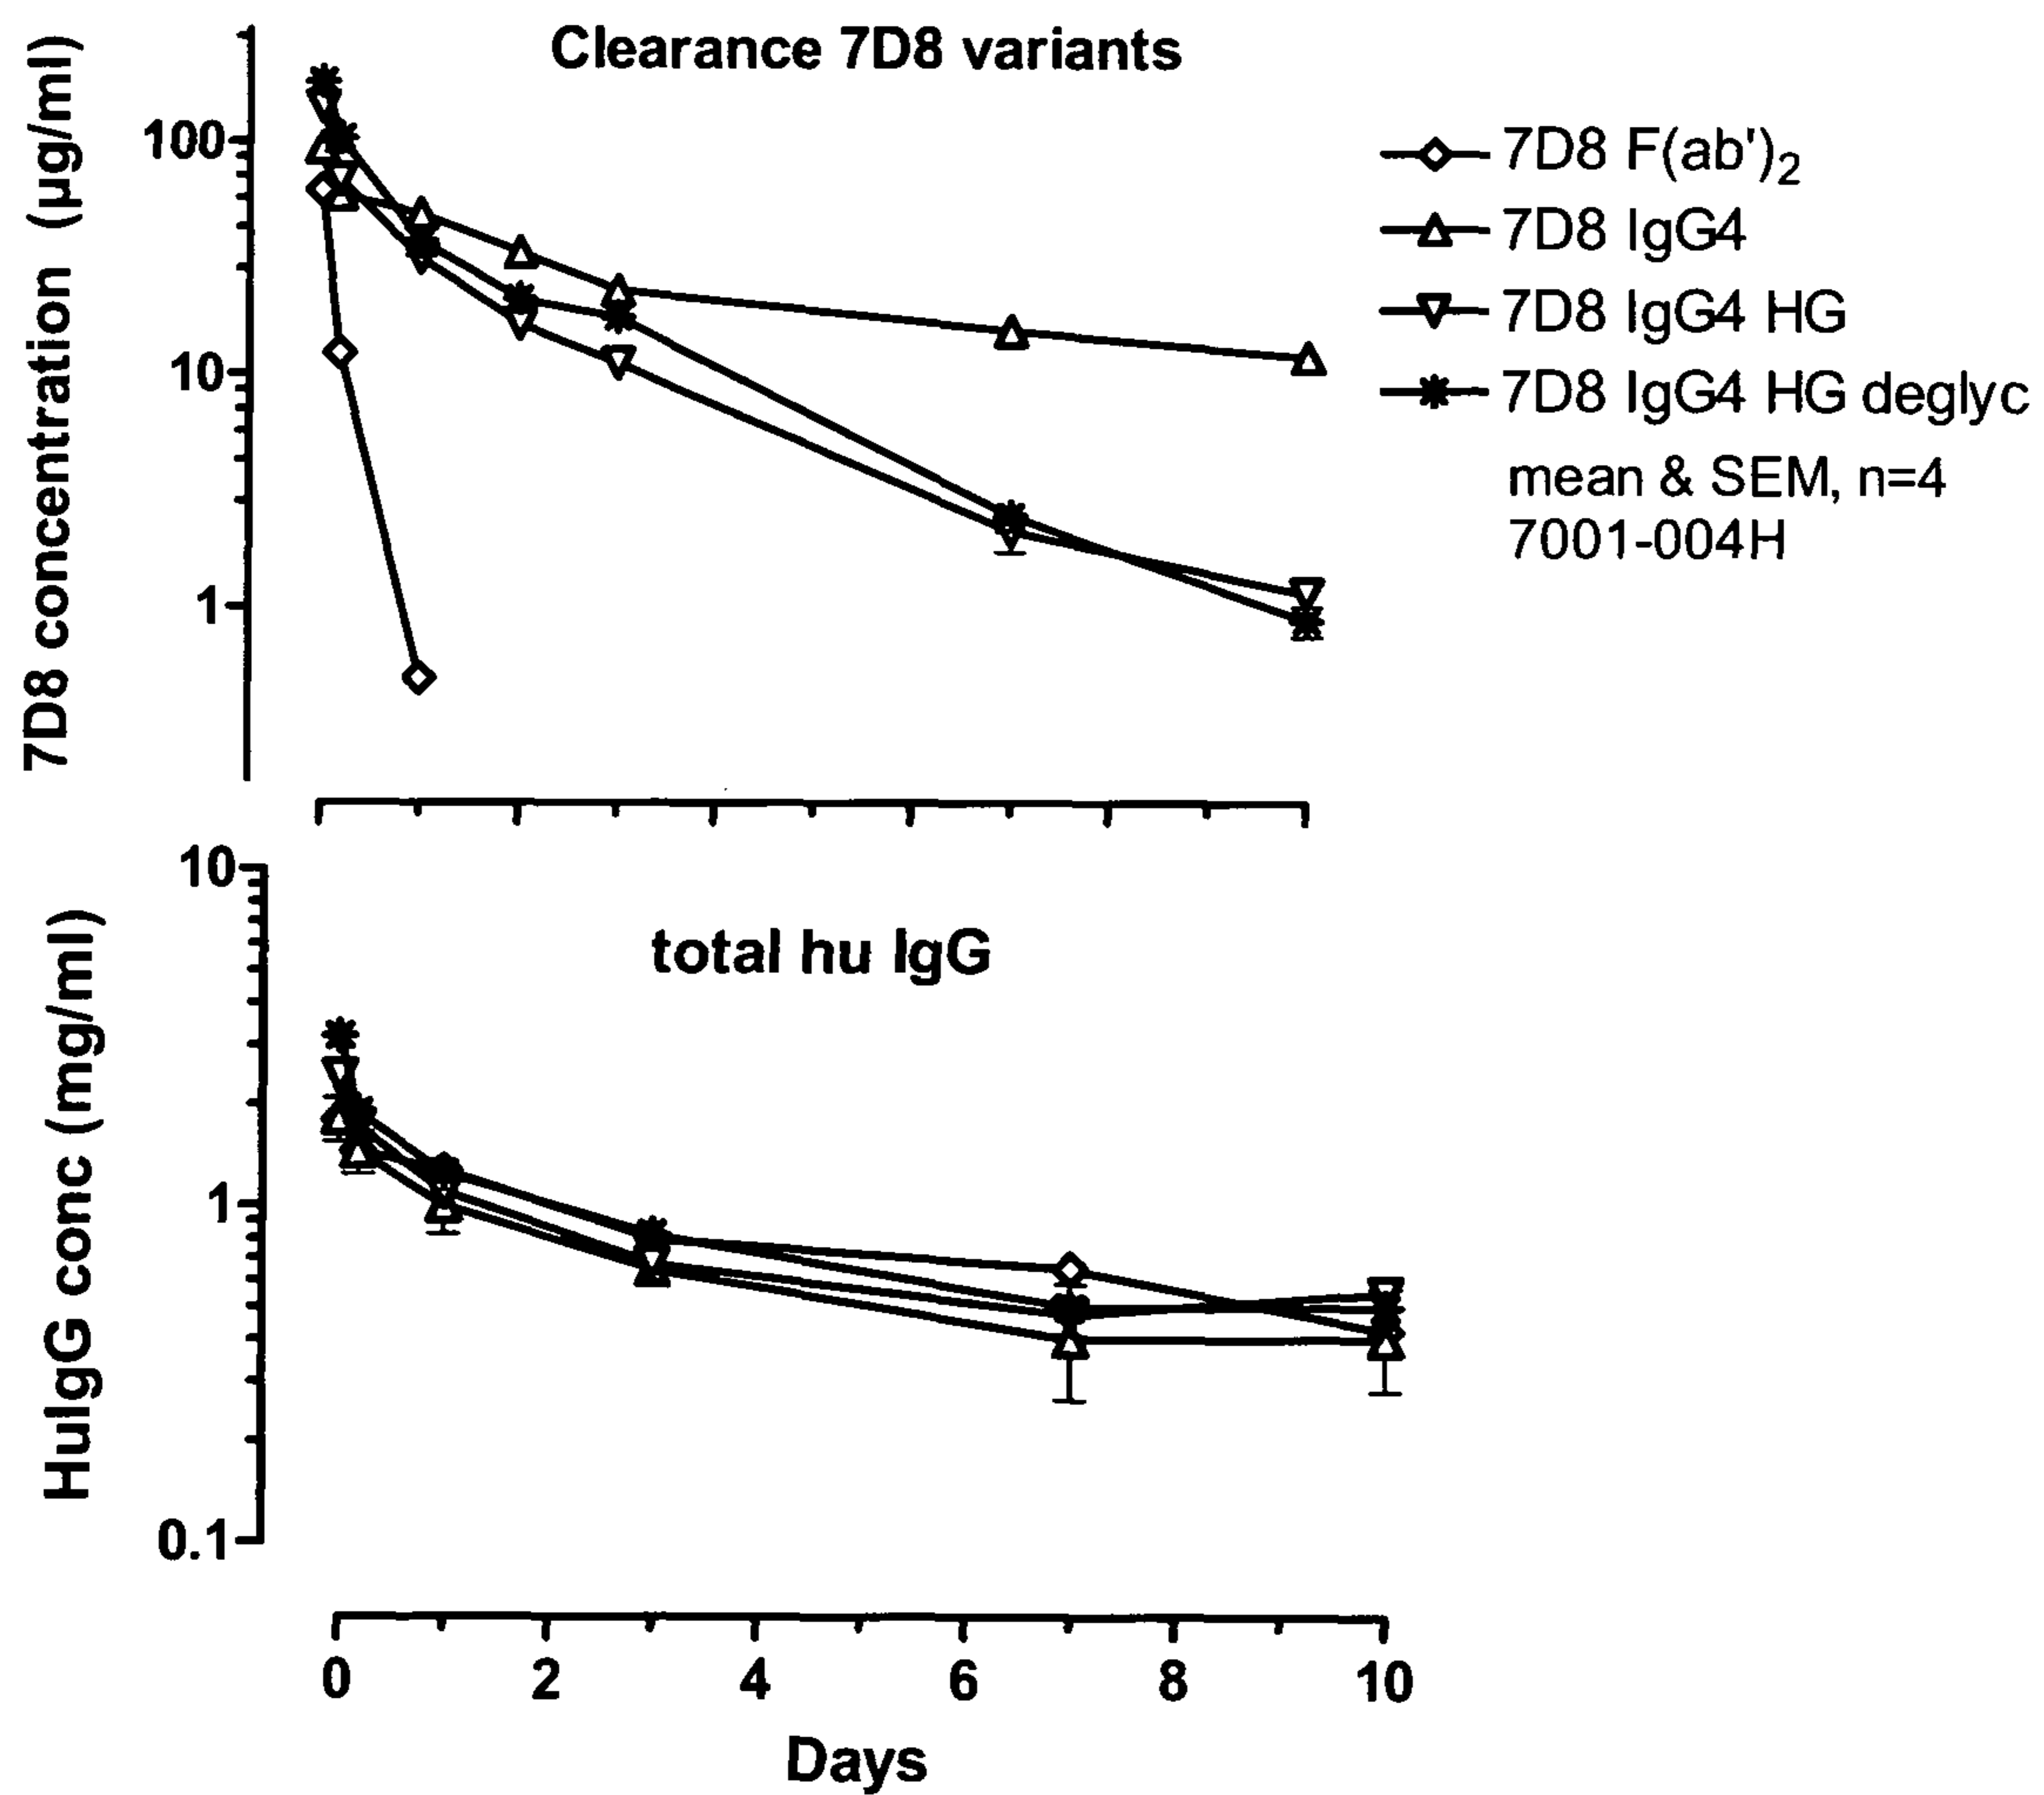 Clearance 7D8 variants
7D8 concentration (µg/ml)
100
10
1
7D8 F(ab')₂
7D8 IgG4
7D8 IgG4 HG
7D8 IgG4 HG deglyc
mean & SEM, n=4
7001-004H
total hu IgG
HuIgG conc (mg/ml)
10
1
0.1
0 2 4 6 8 10
Days